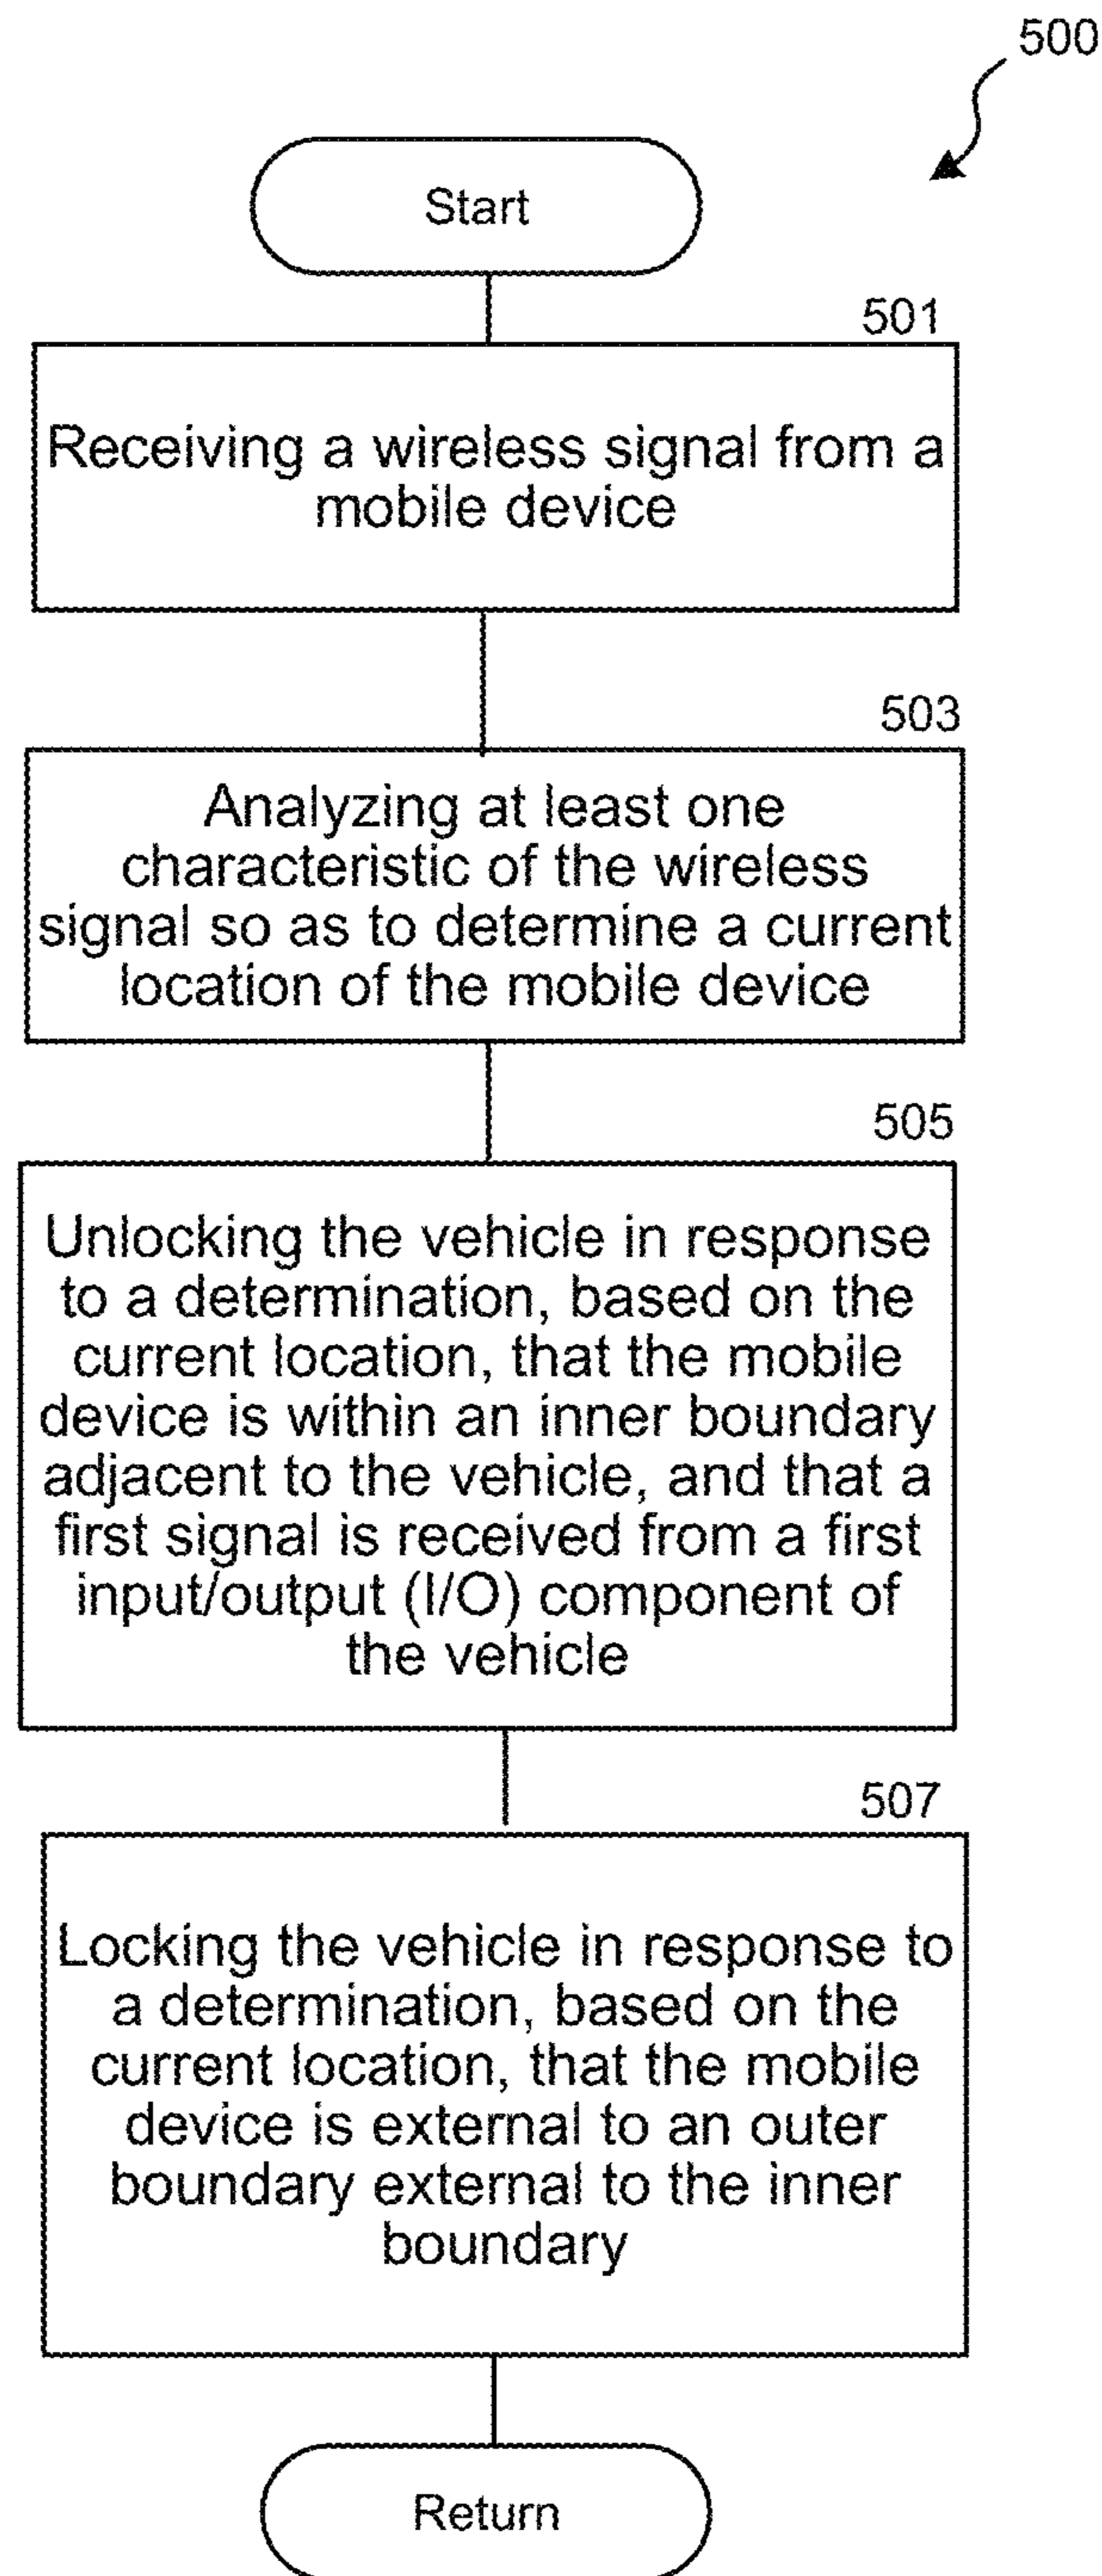 500
Start
501
Receiving a wireless signal from a
mobile device
503
Analyzing at least one
characteristic of the wireless
signal so as to determine a current
location of the mobile device
505
Unlocking the vehicle in response
to a determination, based on the
current location, that the mobile
device is within an inner boundary
adjacent to the vehicle, and that a
first signal is received from a first
input/output (I/O) component of
the vehicle
507
Locking the vehicle in response to
a determination, based on the
current location, that the mobile
device is external to an outer
boundary external to the inner
boundary
Return